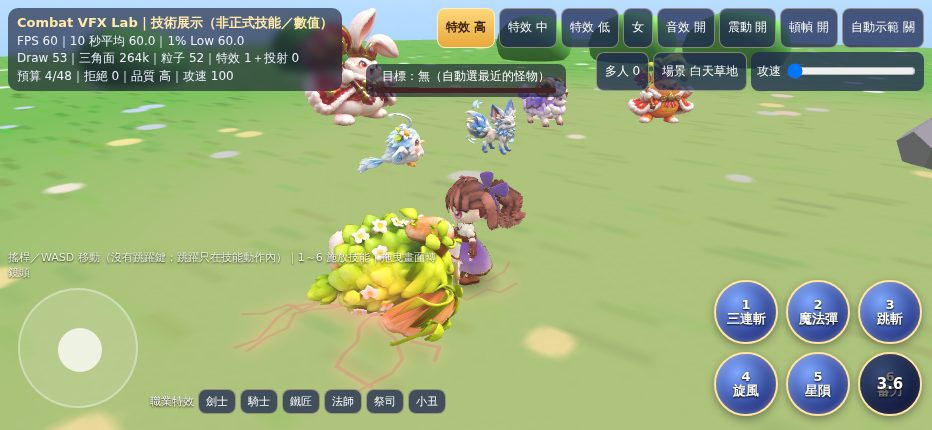 Combat VFX Lab｜技術展示（非正式技能／數值）
FPS 60｜10 秒平均 60.0｜1% Low 60.0
Draw 53｜三角面 264k｜粒子 52｜特效 1＋投射 0
預算 4/48｜拒絕 0｜品質 高｜攻速 100
特效 高
特效 中
特效 低
女
音效 開
震動 開
頓幀 開
自動示範 關
多人 0
場景 白天草地
攻速
目標：無（自動選最近的怪物）
搖桿／WASD 移動（沒有跳躍鍵；跳躍只在技能動作內）｜1～6 施放技能｜拖曳畫面轉
鏡頭
1
三連斬
2
魔法彈
3
跳斬
4
旋風
5
星隕
6
3.6
蓄力
職業特效
劍士
騎士
鐵匠
法師
祭司
小丑